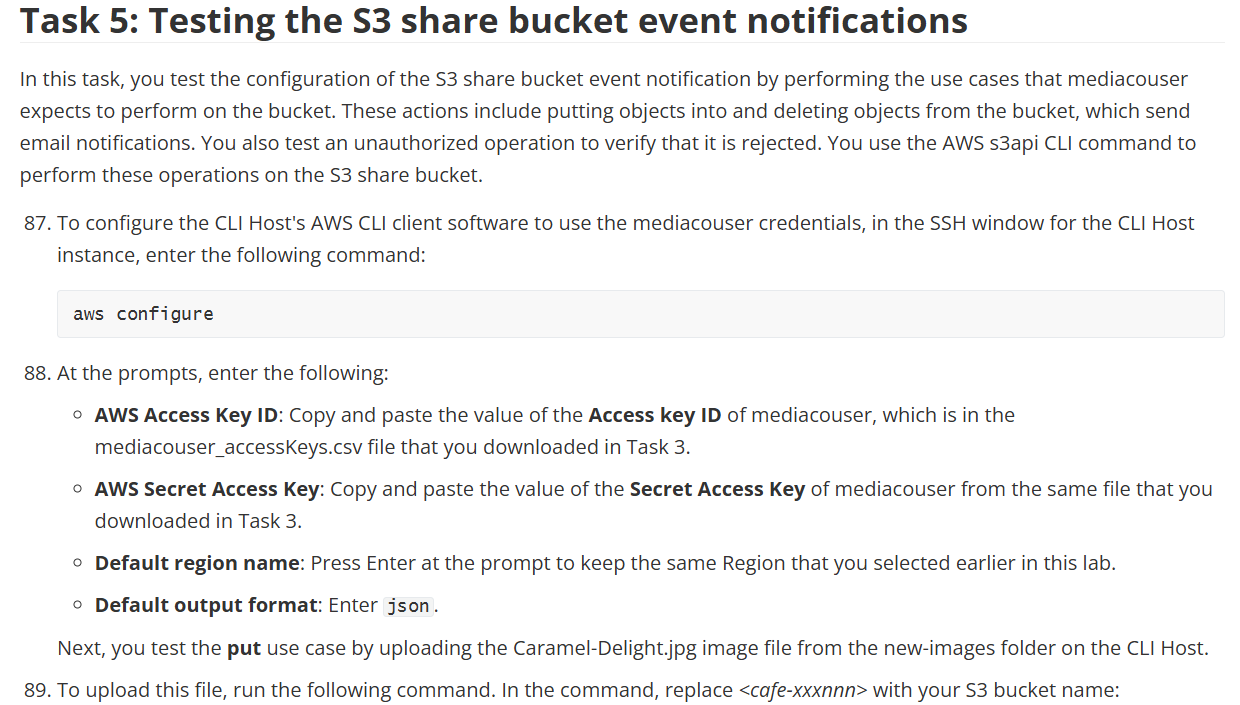 Task 5: Testing the S3 share bucket event notifications
In this task, you test the configuration of the S3 share bucket event notification by performing the use cases that mediacouser
expects to perform on the bucket. These actions include putting objects into and deleting objects from the bucket, which send
email notifications. You also test an unauthorized operation to verify that it is rejected. You use the AWS s3api CLI command to
perform these operations on the S3 share bucket.
87. To configure the CLI Host's AWS CLI client software to use the mediacouser credentials, in the SSH window for the CLI Host
instance, enter the following command:
aws configure
88. At the prompts, enter the following:
◦ AWS Access Key ID: Copy and paste the value of the Access key ID of mediacouser, which is in the
mediacouser_accessKeys.csv file that you downloaded in Task 3.
◦ AWS Secret Access Key: Copy and paste the value of the Secret Access Key of mediacouser from the same file that you
downloaded in Task 3.
◦ Default region name: Press Enter at the prompt to keep the same Region that you selected earlier in this lab.
◦ Default output format: Enter json.
Next, you test the put use case by uploading the Caramel-Delight.jpg image file from the new-images folder on the CLI Host.
89. To upload this file, run the following command. In the command, replace <cafe-xxxnnn> with your S3 bucket name: